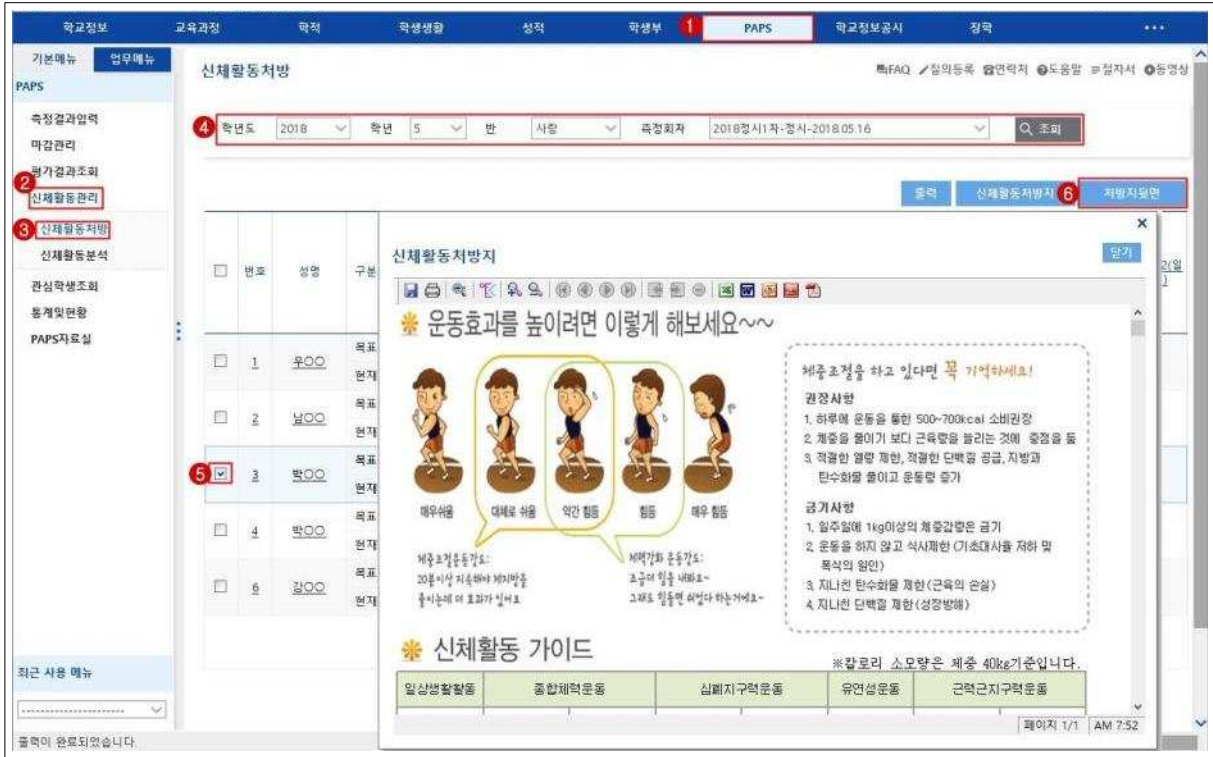 학교정보 교육과정 학적 학생생활 성적 학생부 1 PAPS 학교정보공시 장학 ...
기본메뉴 업무메뉴
PAPS
측정결과입력
마감관리
평가결과조회
2
신체활동관리
3 신체활동처방
신체활동분석
관심학생조회
통계및현황
PAPS자료실
최근 사용 메뉴
출력이 완료되었습니다.
신체활동처방
FAQ 질의등록 연락처 도움말 점자서 동영상
4 학년도 2018 학년 5 반 사랑 측정회차 2018정시1차-정시-2018.05.16 조회
출력 신체활동처방지 6 처방지뒷면
번호 성명 구분
2(월
1 우○○ 목표
현재
2 남○○ 목표
현재
5 3 박○○ 목표
현재
4 박○○ 목표
현재
6 강○○ 목표
현재
신체활동처방지 닫기
운동효과를 높이려면 이렇게 해보세요~~
매우쉬움 대체로 쉬움 약간 힘듬 힘듬 매우 힘듬
체중조절운동강도:
20분이상 지속해야 체지방을
줄이는데 더 효과가 있어요
체력강화 운동강도:
조금더 힘을 내봐요~
그래도 힘들면 쉬었다 하는거예요~
체중조절을 하고 있다면 꼭 기억하세요!
권장사항
1, 하루에 운동을 통한 500~700kcal 소비권장
2, 체중을 줄이기 보다 근육량을 늘리는 것에 중점을 둠
3, 적절한 열량 제한, 적절한 단백질 공급, 지방과
탄수화물 줄이고 운동량 증가
금기사항
1, 일주일에 1kg이상의 체중감량은 금기
2, 운동을 하지 않고 식사제한 (기초대사율 저하 및
폭식의 원인)
3, 지나친 탄수화물 제한(근육의 손실)
4, 지나친 단백질 제한(성장방해)
신체활동 가이드
※칼로리 소모량은 체중 40kg기준입니다.
일상생활활동 종합체력운동 심폐지구력운동 유연성운동 근력근지구력운동
페이지 1/1 AM 7:52